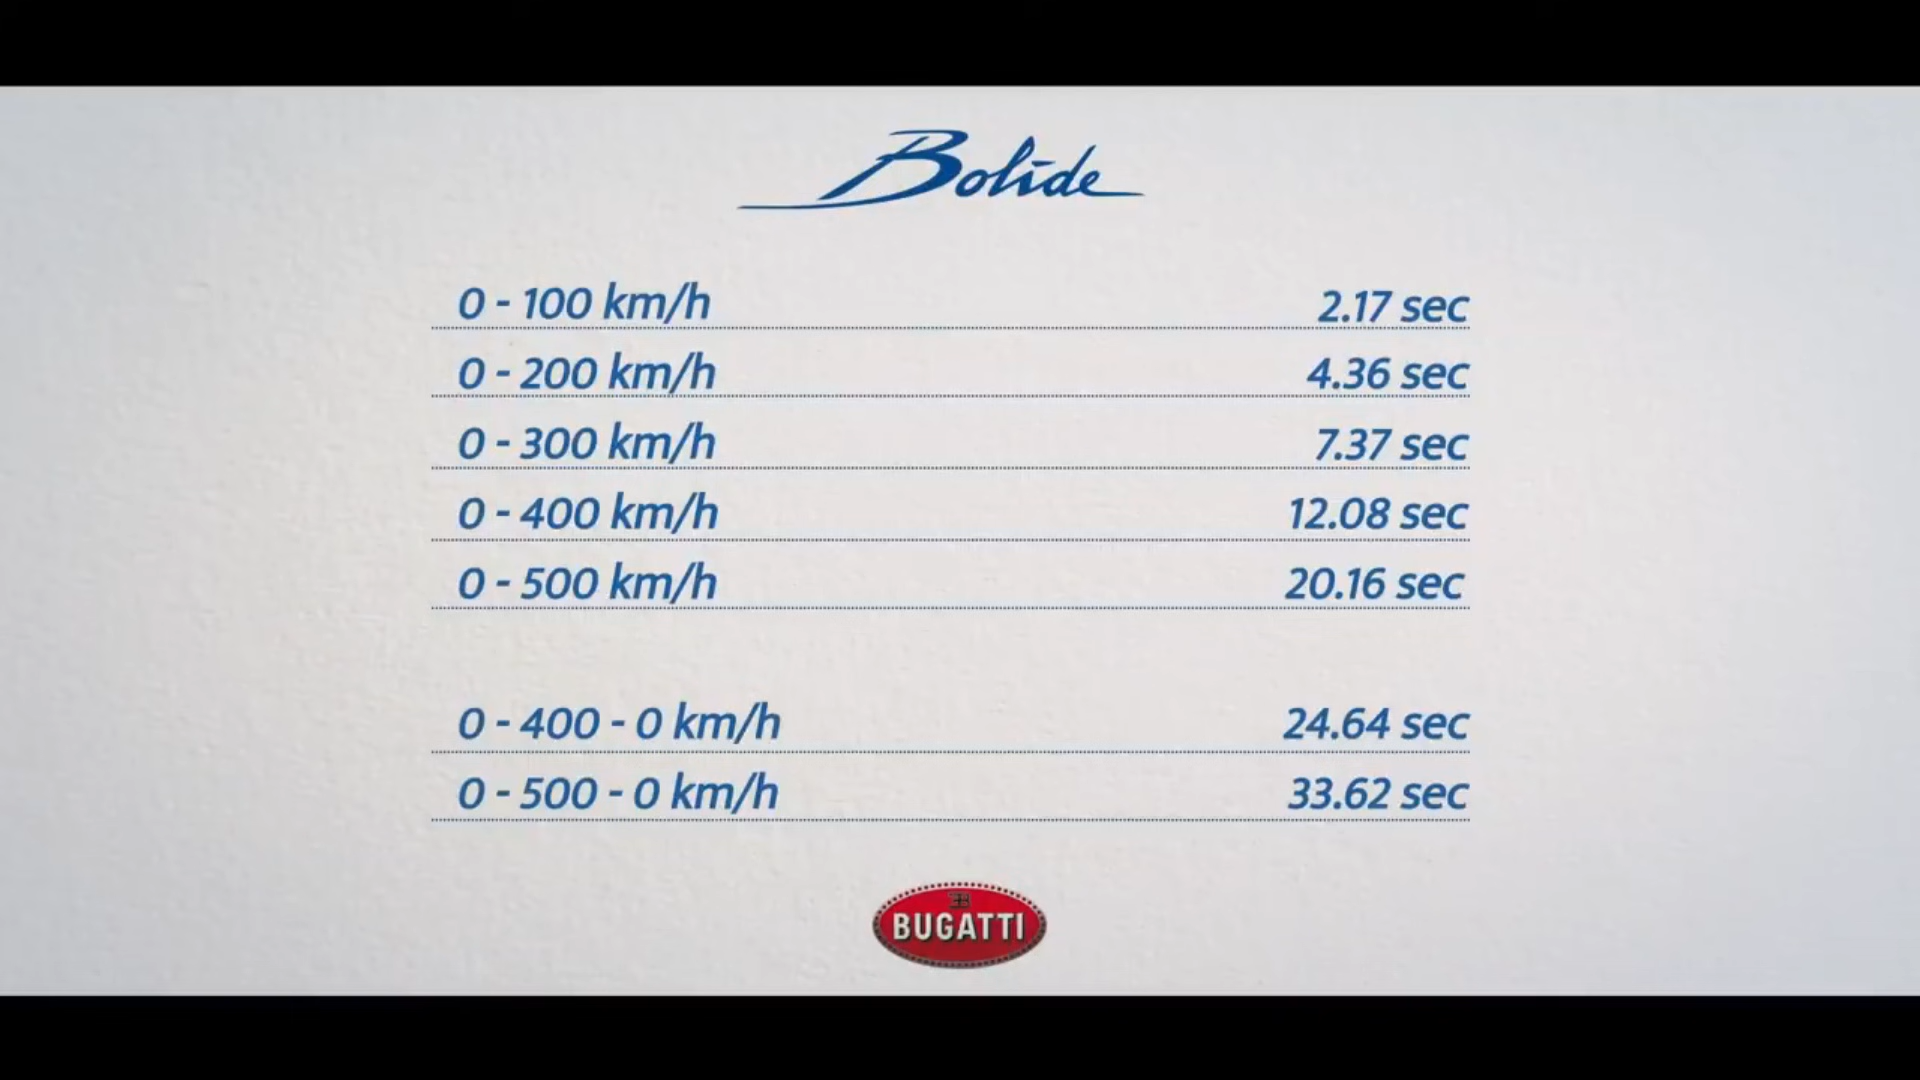 Bolide
0 - 100 km/h 2.17 sec
0 - 200 km/h 4.36 sec
0 - 300 km/h 7.37 sec
0 - 400 km/h 12.08 sec
0 - 500 km/h 20.16 sec
0 - 400 - 0 km/h 24.64 sec
0 - 500 - 0 km/h 33.62 sec
EB
BUGATTI